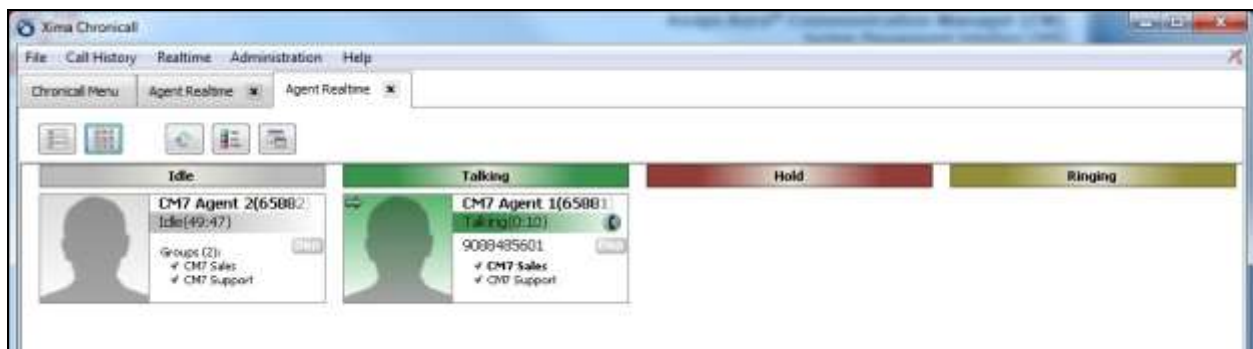 Xima Chronicall
File Call History Realtime Administration Help
Chronicall Menu Agent Realtime Agent Realtime
Idle Talking Hold Ringing
CM7 Agent 2(65882)
Idle(49:47)
Groups (2):
✓ CM7 Sales
✓ CM7 Support
CM7 Agent 1(65881)
Talking(0:10)
9088485601
✓ CM7 Sales
✓ CM7 Support